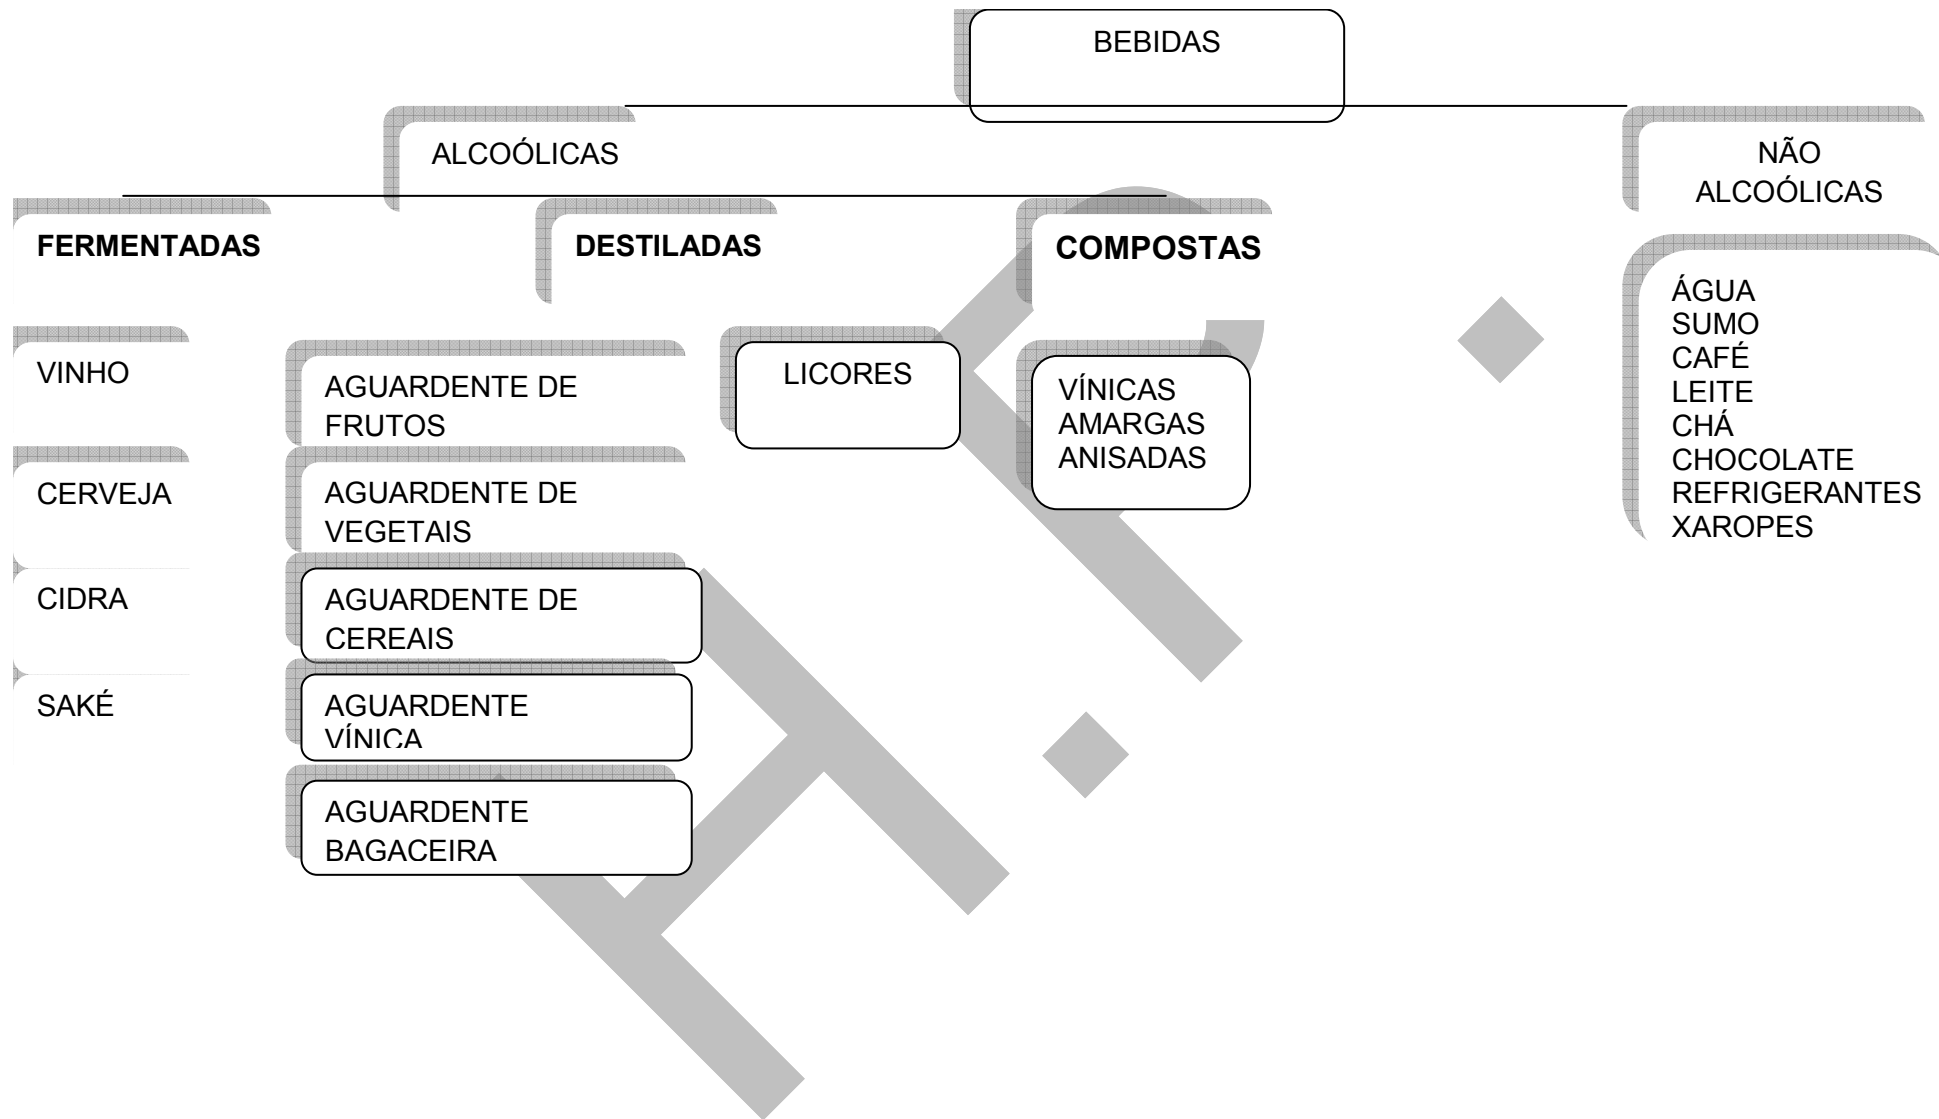 BEBIDAS
ALCOÓLICAS
NÃO
ALCOÓLICAS
FERMENTADAS
DESTILADAS
COMPOSTAS
VINHO
CERVEJA
CIDRA
SAKÉ
AGUARDENTE DE
FRUTOS
AGUARDENTE DE
VEGETAIS
AGUARDENTE DE
CEREAIS
AGUARDENTE
VÍNICA
AGUARDENTE
BAGACEIRA
LICORES
VÍNICAS
AMARGAS
ANISADAS
ÁGUA
SUMO
CAFÉ
LEITE
CHÁ
CHOCOLATE
REFRIGERANTES
XAROPES